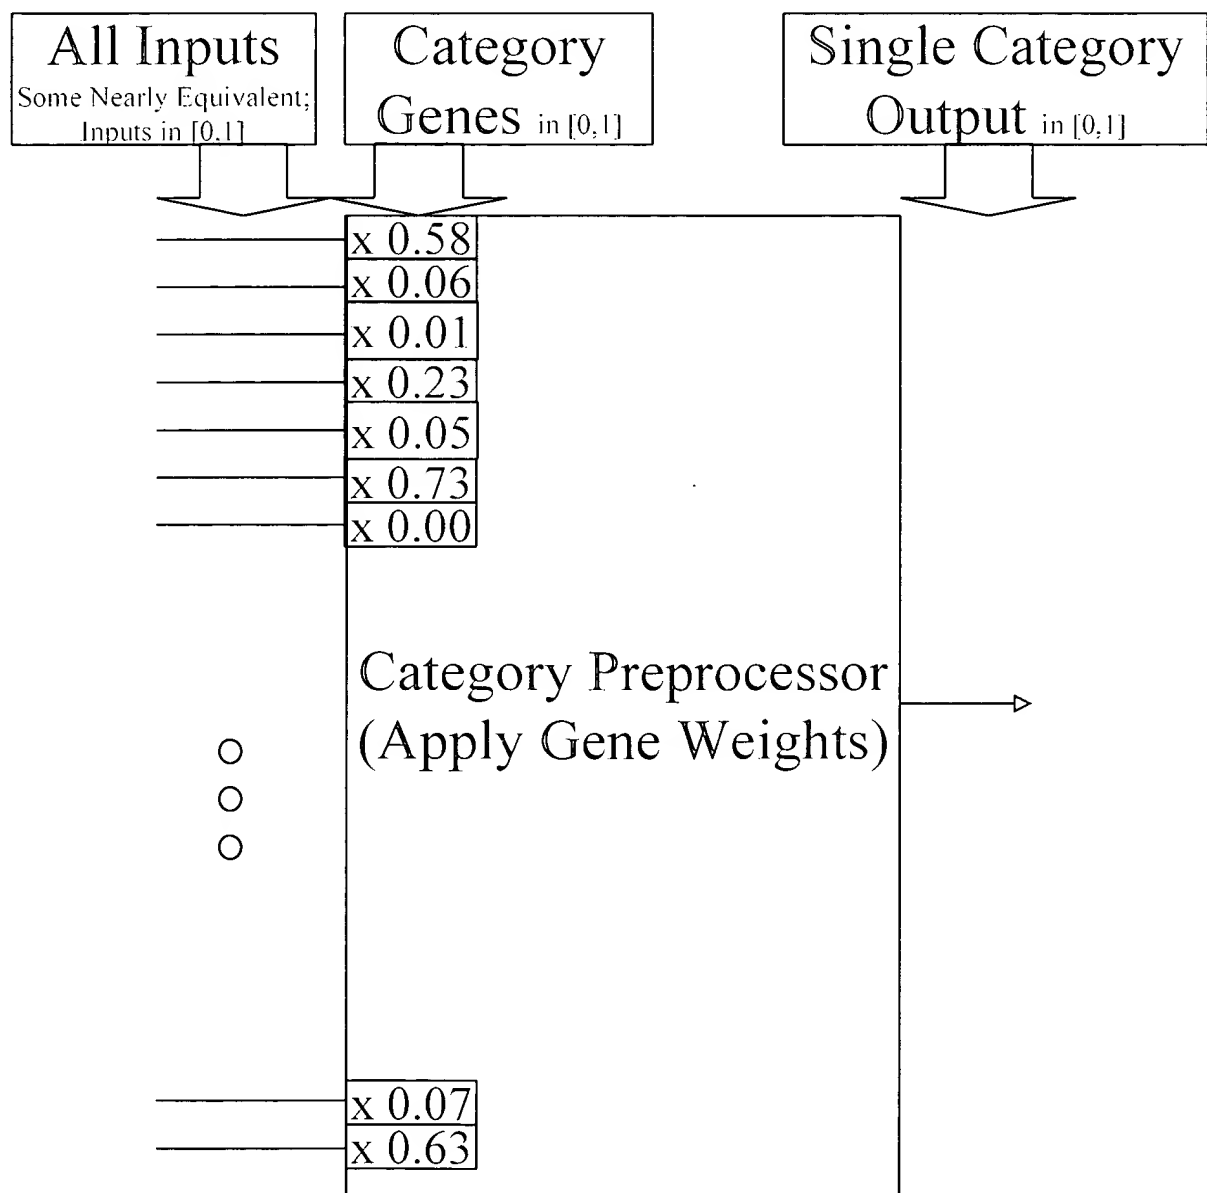 All Inputs
Some Nearly Equivalent;
Inputs in [0,1]
Category
Genes in [0,1]
Single Category
Output in [0,1]
x 0.58
x 0.06
x 0.01
x 0.23
x 0.05
x 0.73
x 0.00
Category Preprocessor
(Apply Gene Weights)
x 0.07
x 0.63